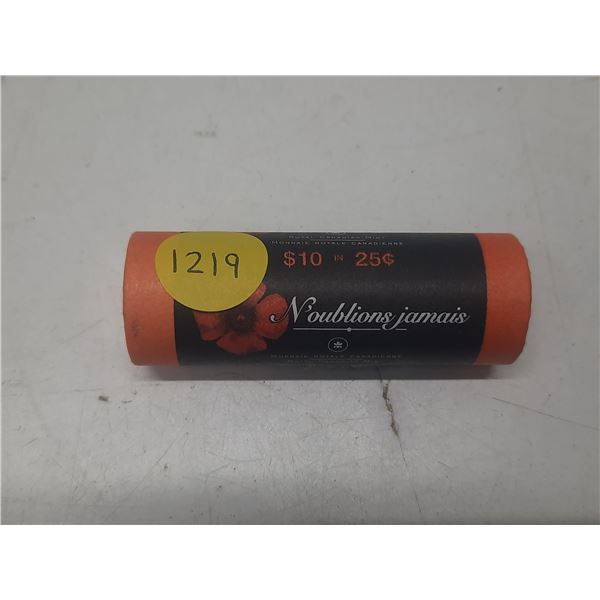 1219
ROYAL CANADIAN MINT
MONNAIE ROYALE CANADIENNE
$10 IN 25¢
N'oublions jamais
MONNAIE ROYALE CANADIENNE